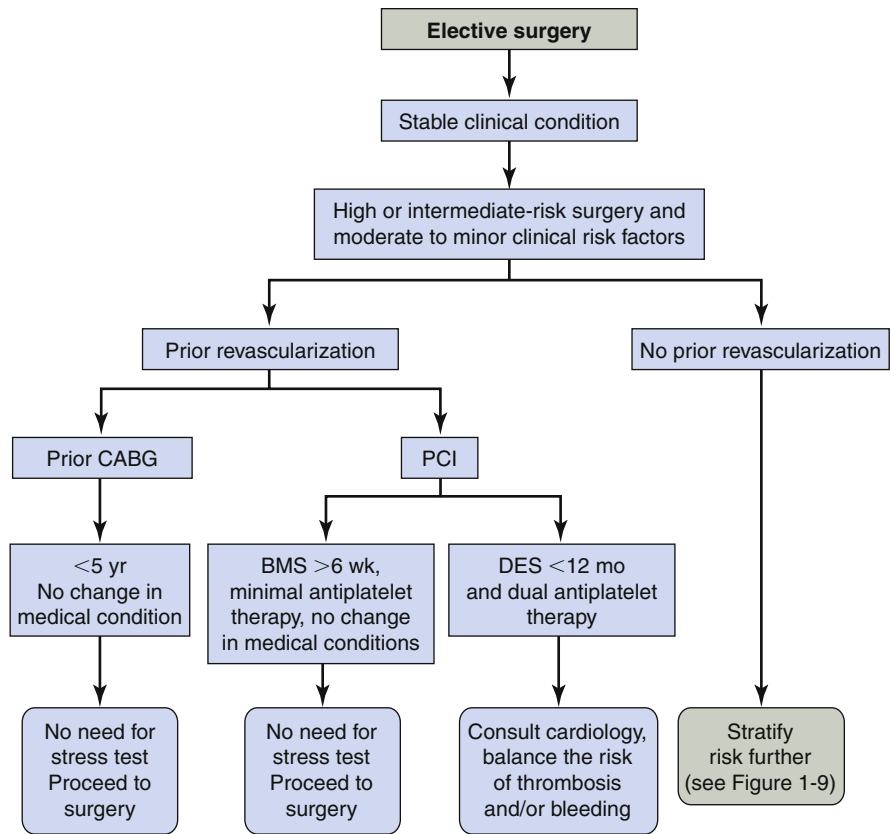 Elective surgery
Stable clinical condition
High or intermediate-risk surgery and
moderate to minor clinical risk factors
Prior revascularization
No prior revascularization
Prior CABG
PCI
<5 yr
No change in
medical condition
BMS >6 wk,
minimal antiplatelet
therapy, no change
in medical conditions
DES <12 mo
and dual antiplatelet
therapy
No need for
stress test
Proceed to
surgery
No need for
stress test
Proceed to
surgery
Consult cardiology,
balance the risk
of thrombosis
and/or bleeding
Stratify
risk further
(see Figure 1-9)